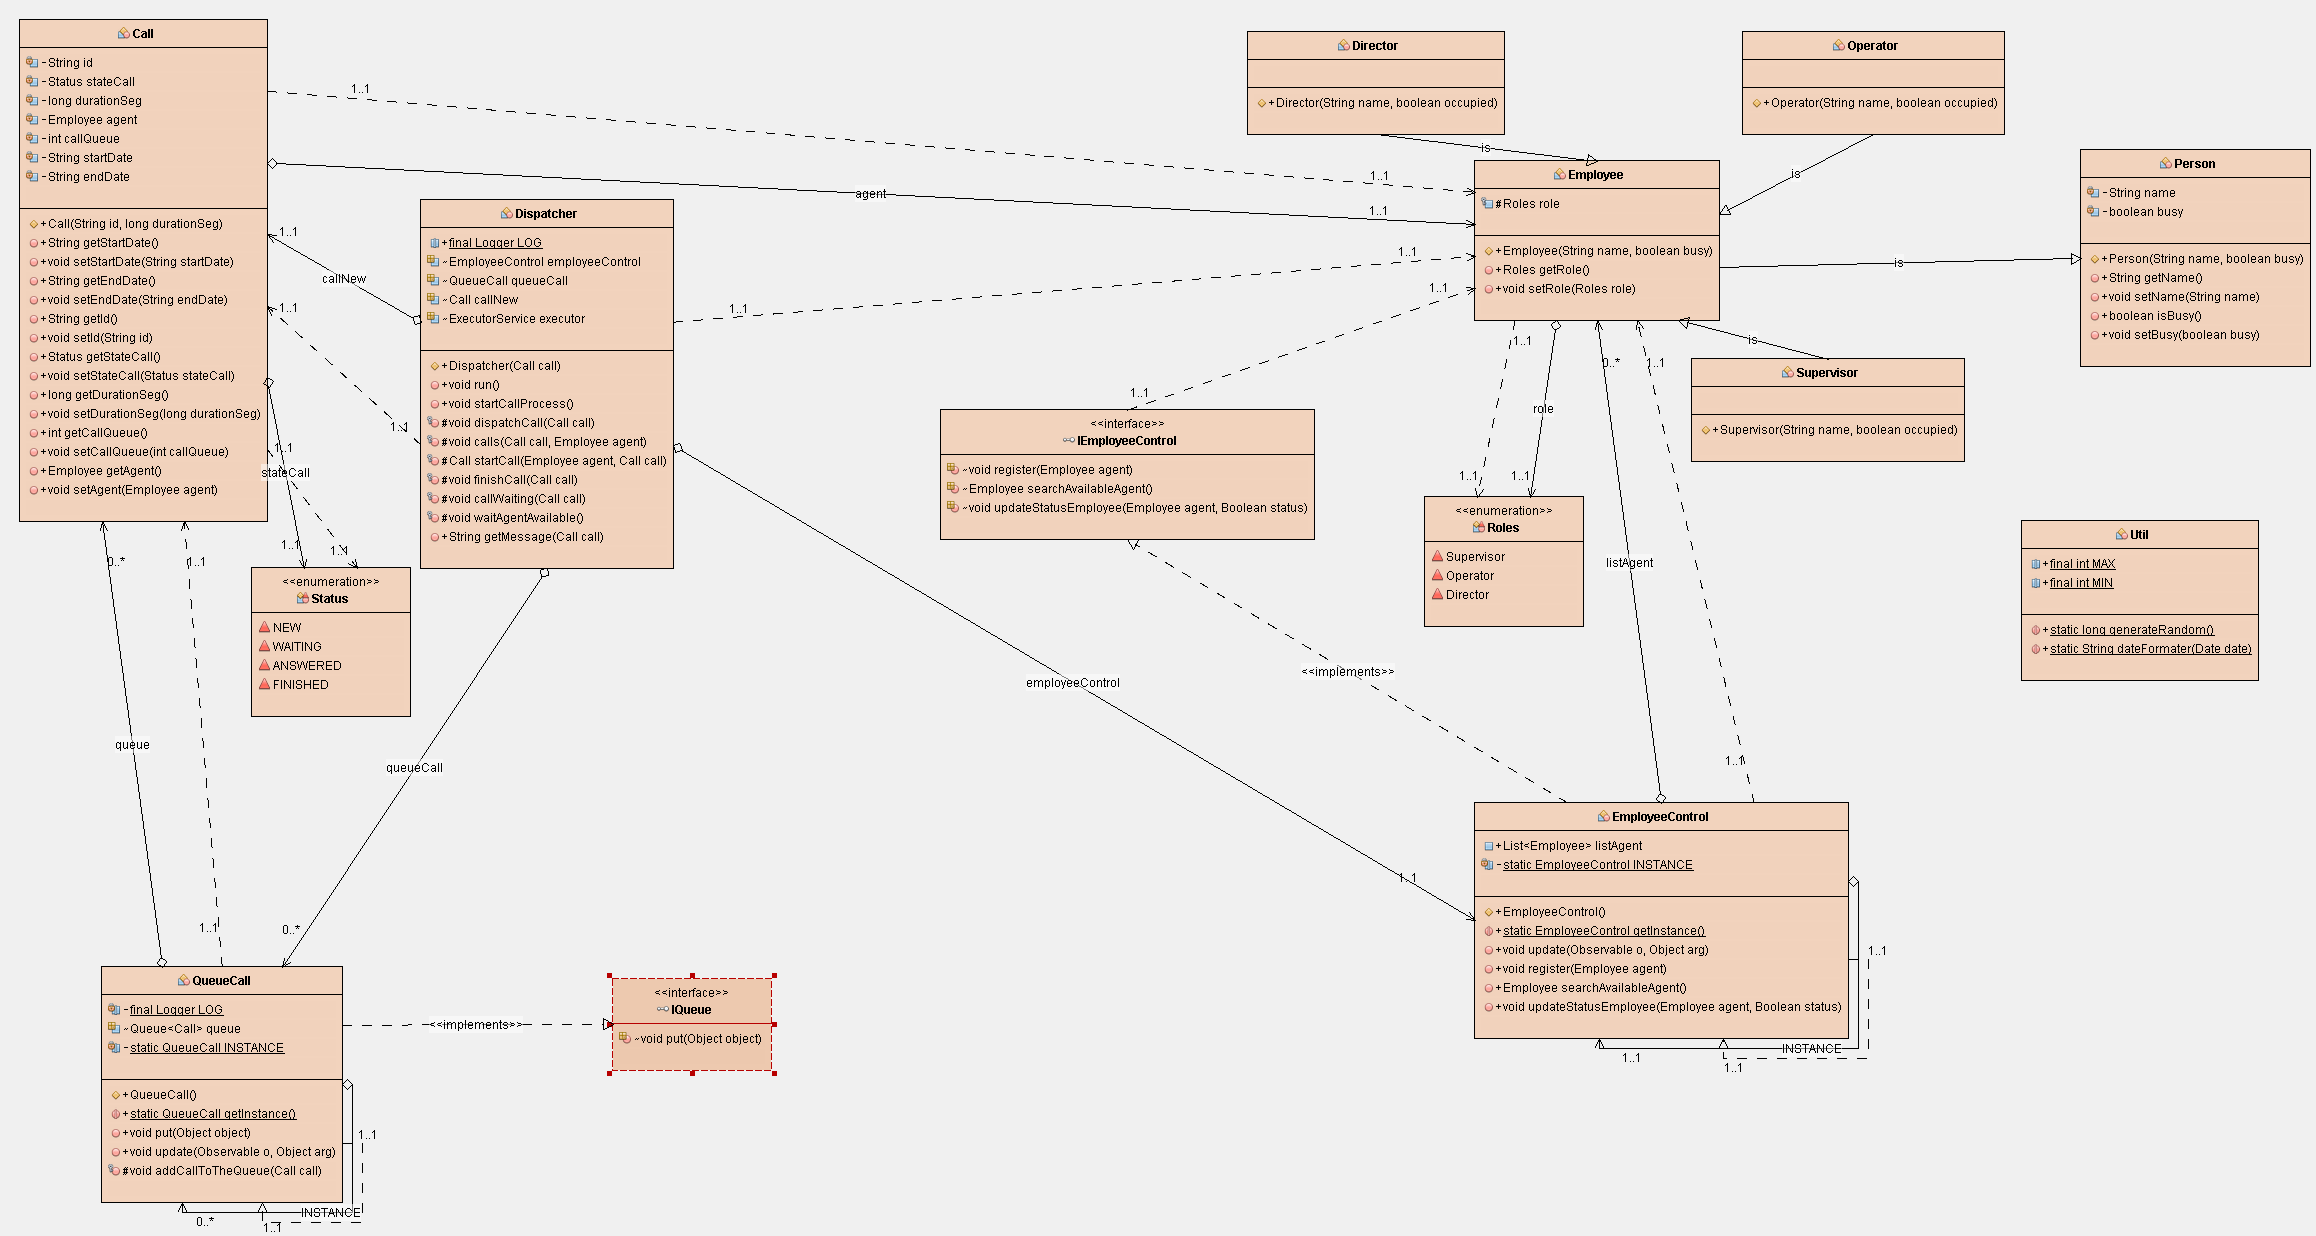 Call
-String id
-Status stateCall
-long durationSeg
-Employee agent
-int callQueue
-String startDate
-String endDate
+Call(String id, long durationSeg)
+String getStartDate()
+void setStartDate(String startDate)
+String getEndDate()
+void setEndDate(String endDate)
+String getId()
+void setId(String id)
+Status getStateCall()
+void setStateCall(Status stateCall)
+long getDurationSeg()
+void setDurationSeg(long durationSeg)
+int getCallQueue()
+void setCallQueue(int callQueue)
+Employee getAgent()
+void setAgent(Employee agent)
1..1
1..1
agent
1..1
1..1
callNew
1..1
1..1
1..1
stateCall
1..1
1..1
Dispatcher
+final Logger LOG
~EmployeeControl employeeControl
~QueueCall queueCall
~Call callNew
~ExecutorService executor
+Dispatcher(Call call)
+void run()
+void startCallProcess()
#void dispatchCall(Call call)
#void calls(Call call, Employee agent)
#Call startCall(Employee agent, Call call)
#void finishCall(Call call)
#void callWaiting(Call call)
#void waitAgentAvailable()
+String getMessage(Call call)
1..1
1..1
Director
+Director(String name, boolean occupied)
is
Operator
+Operator(String name, boolean occupied)
is
Employee
#Roles role
+Employee(String name, boolean busy)
+Roles getRole()
+void setRole(Roles role)
is
Person
-String name
-boolean busy
+Person(String name, boolean busy)
+String getName()
+void setName(String name)
+boolean isBusy()
+void setBusy(boolean busy)
is
Supervisor
+Supervisor(String name, boolean occupied)
1..1
1..1
<<interface>>
IEmployeeControl
~void register(Employee agent)
~Employee searchAvailableAgent()
~void updateStatusEmployee(Employee agent, Boolean status)
1..1
role
1..1
1..1
0..*
1..1
<<enumeration>>
Roles
Supervisor
Operator
Director
listAgent
Util
+final int MAX
+final int MIN
+static long generateRandom()
+static String dateFormater(Date date)
0..*
1..1
<<enumeration>>
Status
NEW
WAITING
ANSWERED
FINISHED
queue
queueCall
employeeControl
<<implements>>
1..1
1..1
1..1
0..*
EmployeeControl
+List<Employee> listAgent
-static EmployeeControl INSTANCE
+EmployeeControl()
+static EmployeeControl getInstance()
+void update(Observable o, Object arg)
+void register(Employee agent)
+Employee searchAvailableAgent()
+void updateStatusEmployee(Employee agent, Boolean status)
1..1
INSTANCE
1..1
1..1
QueueCall
-final Logger LOG
~Queue<Call> queue
-static QueueCall INSTANCE
+QueueCall()
+static QueueCall getInstance()
+void put(Object object)
+void update(Observable o, Object arg)
#void addCallToTheQueue(Call call)
<<implements>>
<<interface>>
IQueue
~void put(Object object)
1..1
INSTANCE
0..*
1..1